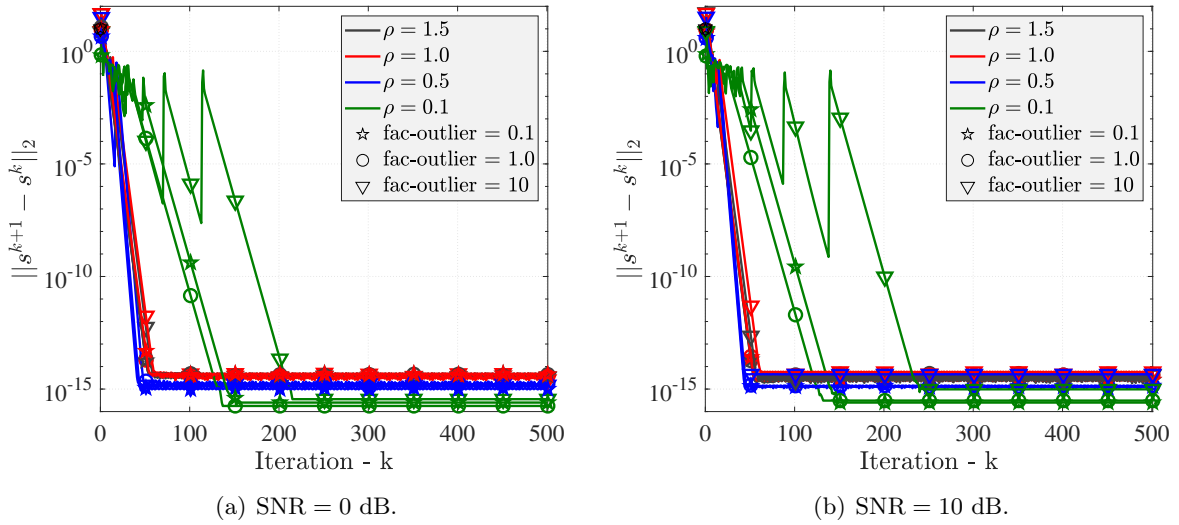 10^0
10^-5
10^-10
10^-15
||s^{k+1} − s^k||_2
0 100 200 300 400 500
Iteration - k
ρ = 1.5
ρ = 1.0
ρ = 0.5
ρ = 0.1
fac-outlier = 0.1
fac-outlier = 1.0
fac-outlier = 10
(a) SNR = 0 dB.
10^0
10^-5
10^-10
10^-15
||s^{k+1} − s^k||_2
0 100 200 300 400 500
Iteration - k
ρ = 1.5
ρ = 1.0
ρ = 0.5
ρ = 0.1
fac-outlier = 0.1
fac-outlier = 1.0
fac-outlier = 10
(b) SNR = 10 dB.